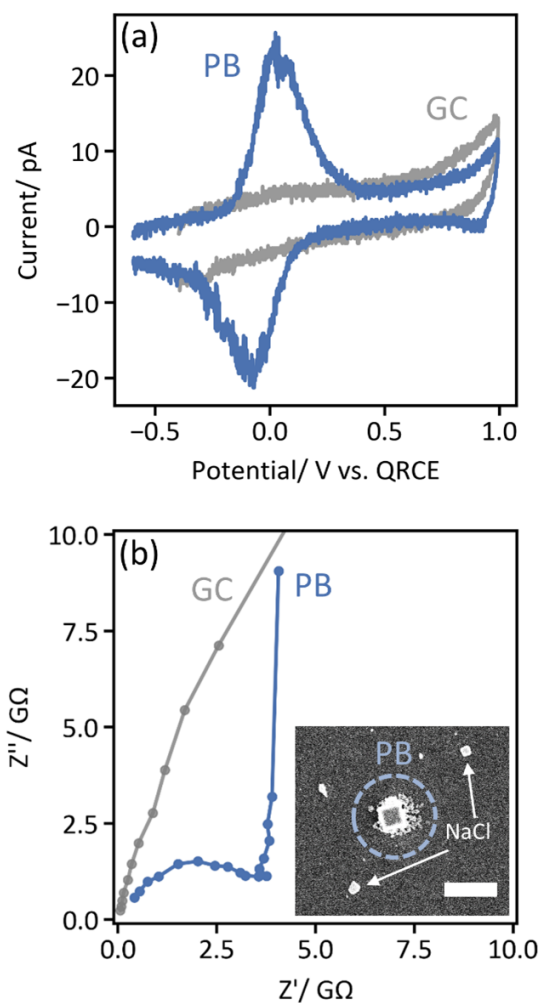 (a)
PB
GC
20
10
0
−10
−20
Current/ pA
−0.5 0.0 0.5 1.0
Potential/ V vs. QRCE
(b)
GC
PB
10.0
7.5
5.0
2.5
0.0
Z''/ GΩ
PB
NaCl
0.0 2.5 5.0 7.5 10.0
Z'/ GΩ